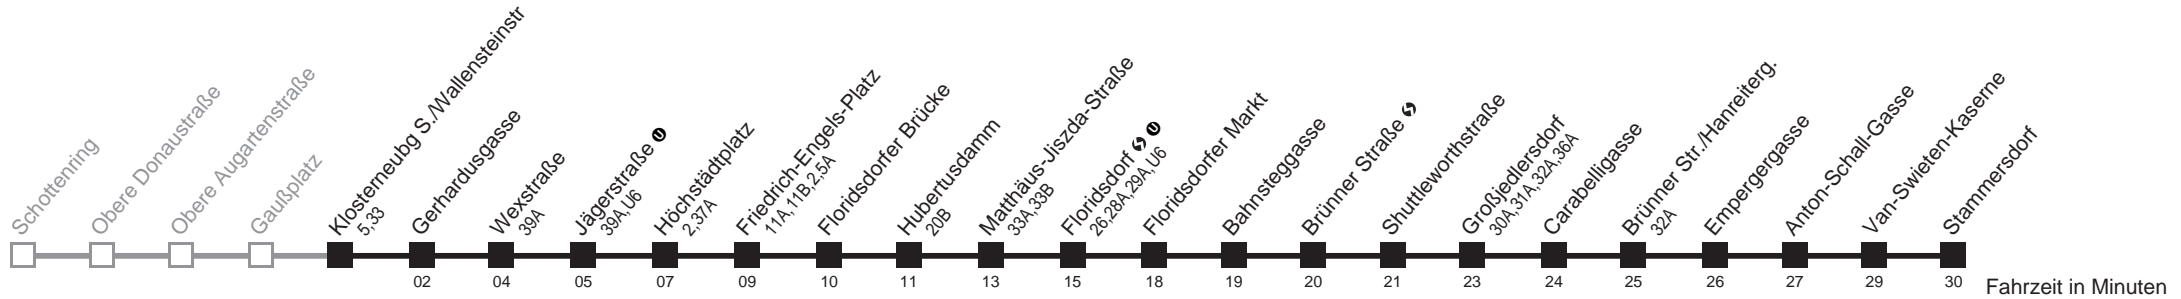 Schottenring
Obere Donaustraße
Obere Augartenstraße
Gaußplatz
Klosterneubg S./Wallensteinstr
5,33
Gerhardusgasse
Wexstraße
39A
Jägerstraße U
39A,U6
Höchstädtplatz
2,37A
Friedrich-Engels-Platz
11A,11B,2,5A
Floridsdorfer Brücke
Hubertusdamm
20B
Matthäus-Jiszda-Straße
33A,33B
Floridsdorf S U
26,28A,29A,U6
Floridsdorfer Markt
Bahnsteggasse
Brünner Straße S
Shuttleworthstraße
Großjedlersdorf
30A,31A,32A,36A
Carabelligasse
Brünner Str./Hanreiterg.
32A
Empergergasse
Anton-Schall-Gasse
Van-Swieten-Kaserne
Stammersdorf
02 04 05 07 09 10 11 13 15 18 19 20 21 23 24 25 26 27 29 30 Fahrzeit in Minuten